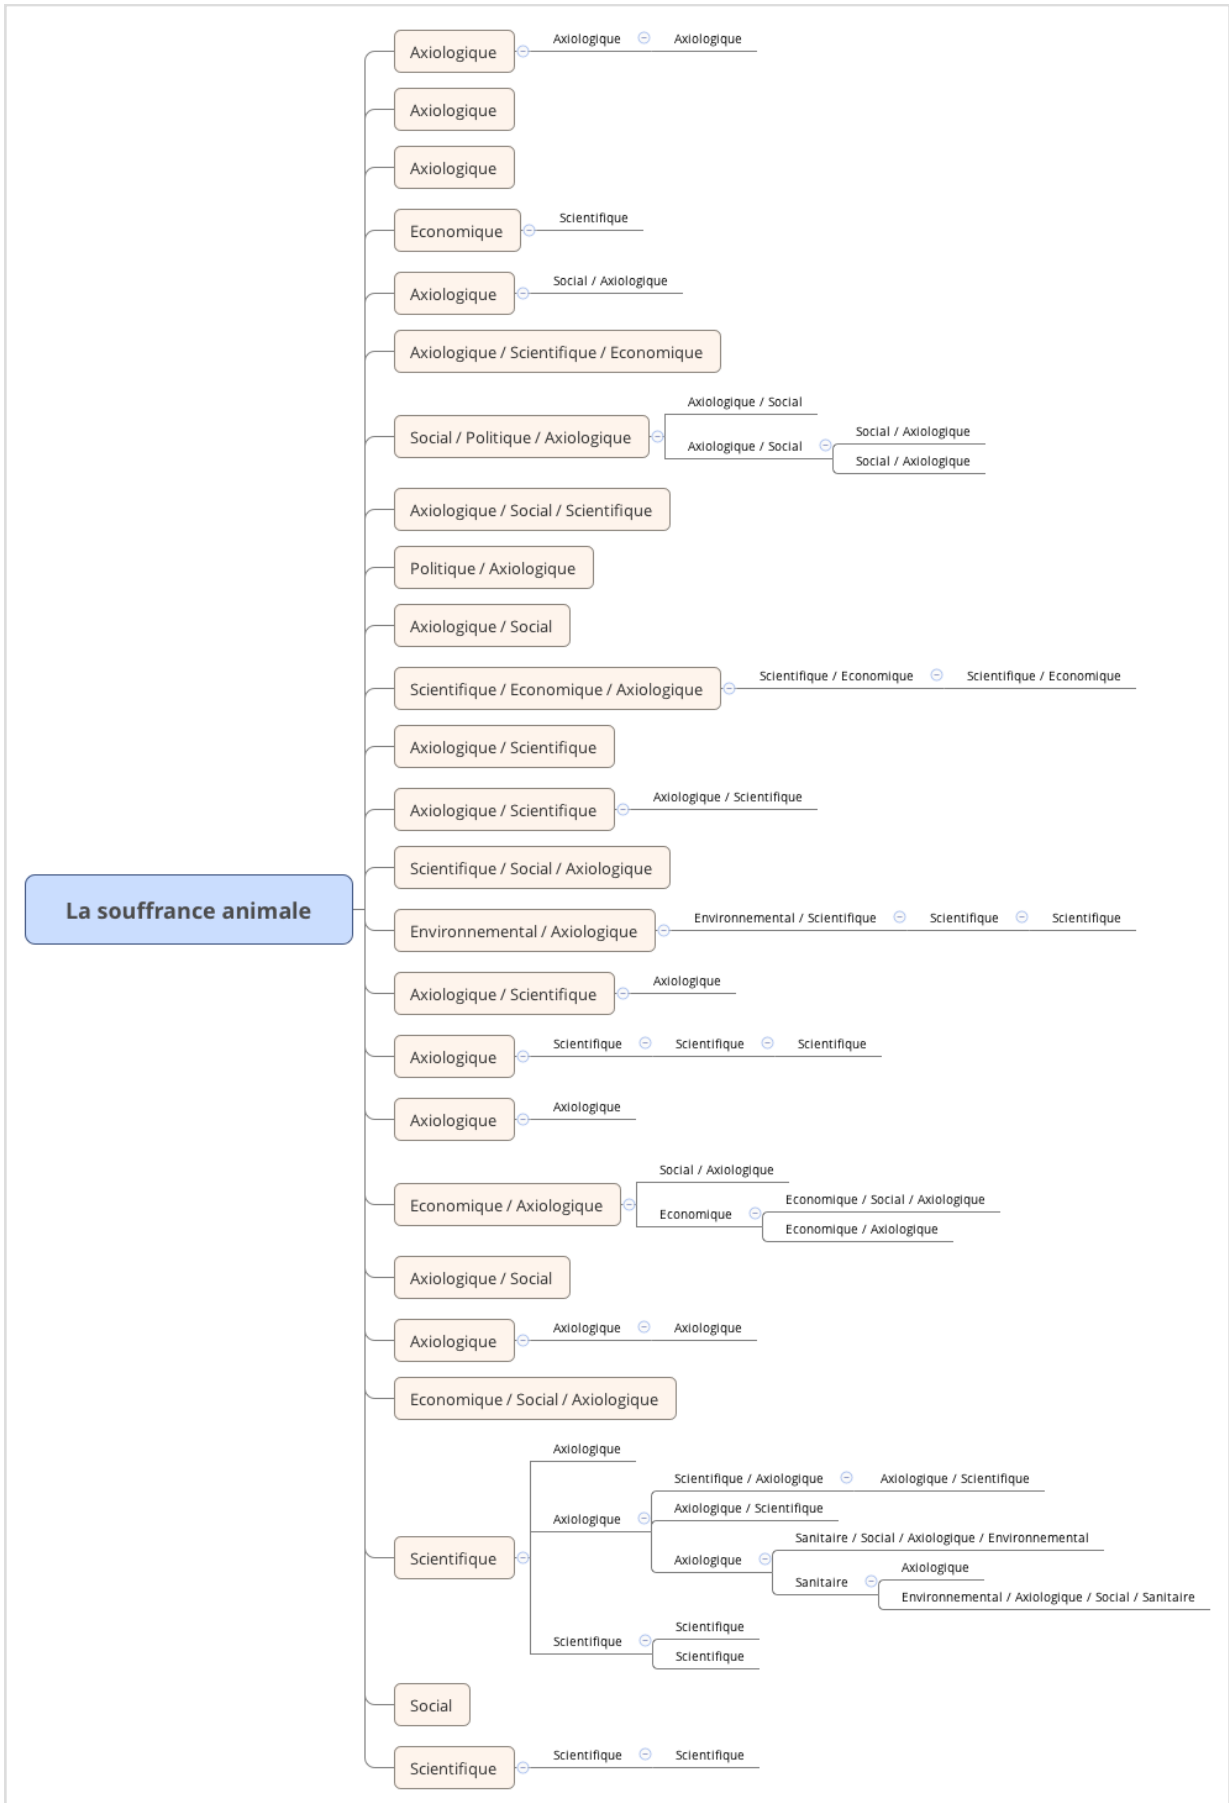 Axiologique
Axiologique
Axiologique
Axiologique
Axiologique
Economique
Scientifique
Axiologique
Social / Axiologique
Axiologique / Scientifique / Economique
Social / Politique / Axiologique
Axiologique / Social
Axiologique / Social
Social / Axiologique
Social / Axiologique
Axiologique / Social / Scientifique
Politique / Axiologique
Axiologique / Social
Scientifique / Economique / Axiologique
Scientifique / Economique
Scientifique / Economique
Axiologique / Scientifique
Axiologique / Scientifique
Axiologique / Scientifique
Scientifique / Social / Axiologique
La souffrance animale
Environnemental / Axiologique
Environnemental / Scientifique
Scientifique
Scientifique
Axiologique / Scientifique
Axiologique
Axiologique
Scientifique
Scientifique
Scientifique
Axiologique
Axiologique
Economique / Axiologique
Social / Axiologique
Economique
Economique / Social / Axiologique
Economique / Axiologique
Axiologique / Social
Axiologique
Axiologique
Axiologique
Economique / Social / Axiologique
Scientifique
Axiologique
Axiologique
Scientifique / Axiologique
Axiologique / Scientifique
Axiologique / Scientifique
Axiologique
Sanitaire / Social / Axiologique / Environnemental
Sanitaire
Axiologique
Environnemental / Axiologique / Social / Sanitaire
Scientifique
Scientifique
Scientifique
Social
Scientifique
Scientifique
Scientifique